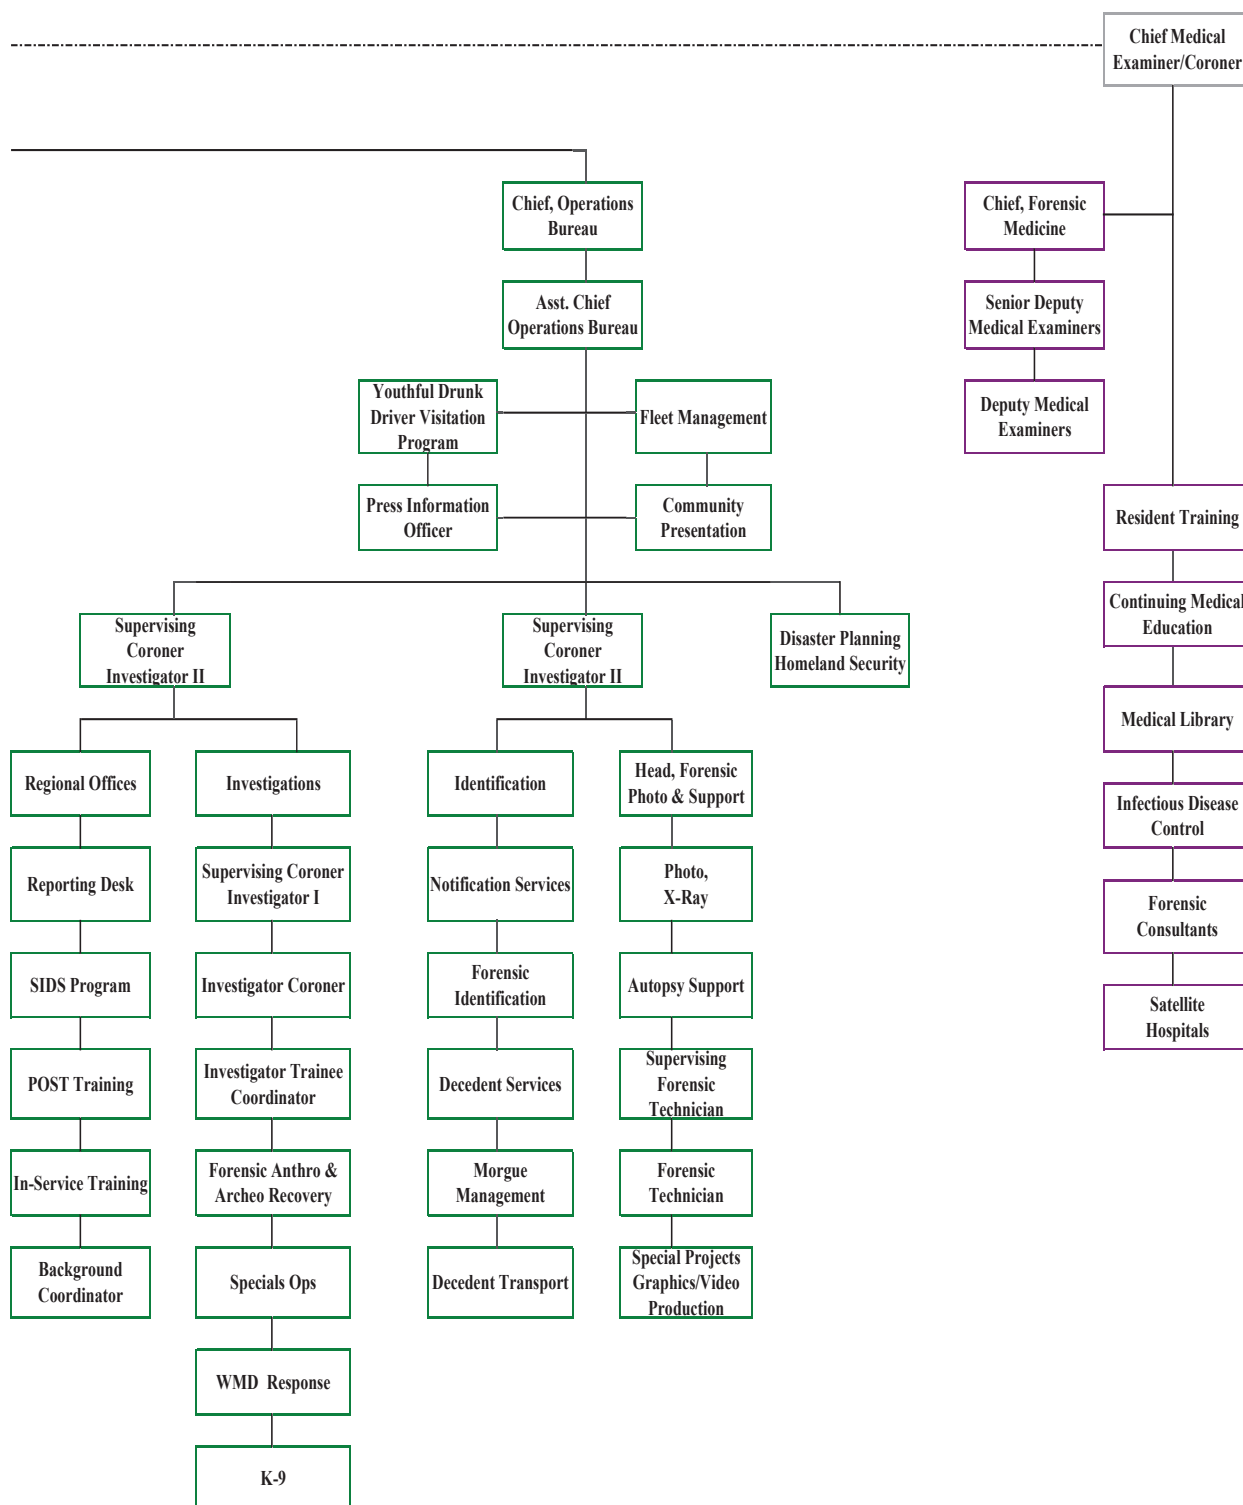 Chief Medical
Examiner/Coroner
Chief, Operations
Bureau
Chief, Forensic
Medicine
Asst. Chief
Operations Bureau
Senior Deputy
Medical Examiners
Youthful Drunk
Driver Visitation
Program
Fleet Management
Deputy Medical
Examiners
Press Information
Officer
Community
Presentation
Resident Training
Continuing Medical
Education
Supervising
Coroner
Investigator II
Supervising
Coroner
Investigator II
Disaster Planning
Homeland Security
Medical Library
Regional Offices
Investigations
Identification
Head, Forensic
Photo & Support
Infectious Disease
Control
Reporting Desk
Supervising Coroner
Investigator I
Notification Services
Photo,
X-Ray
Forensic
Consultants
SIDS Program
Investigator Coroner
Forensic
Identification
Autopsy Support
Satellite
Hospitals
POST Training
Investigator Trainee
Coordinator
Decedent Services
Supervising
Forensic
Technician
In-Service Training
Forensic Anthro &
Archeo Recovery
Morgue
Management
Forensic
Technician
Background
Coordinator
Specials Ops
Decedent Transport
Special Projects
Graphics/Video
Production
WMD  Response
K-9